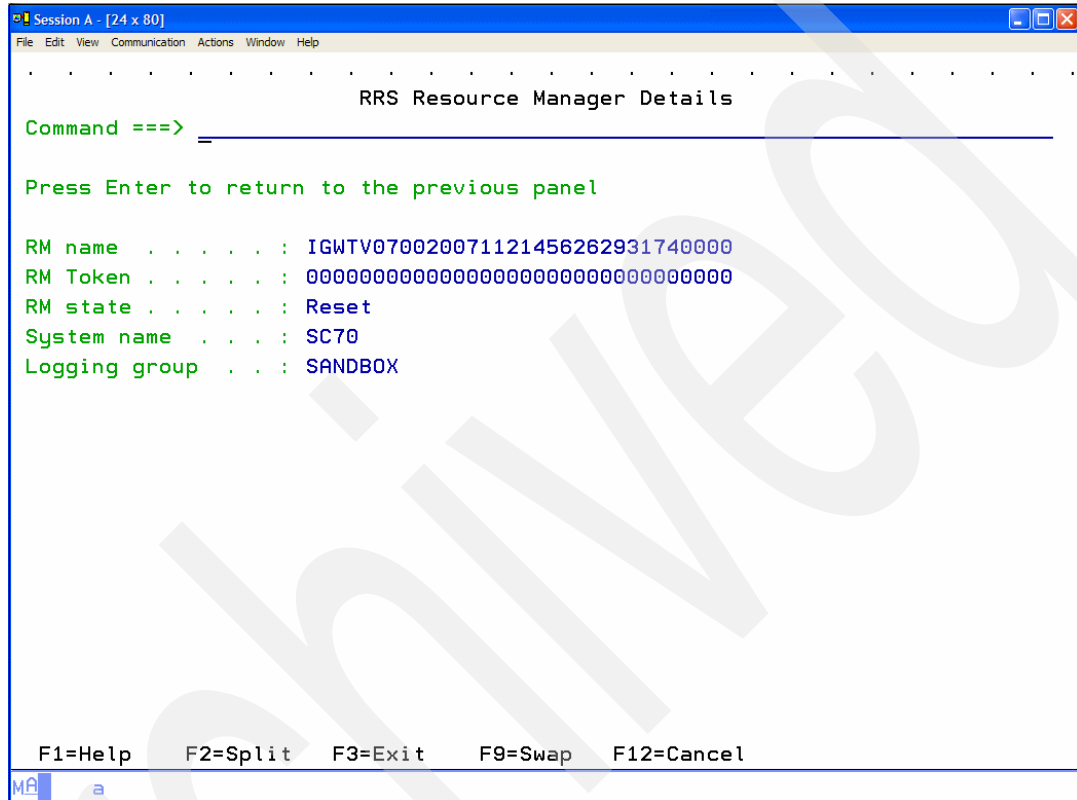 Session A - [24 x 80]
File Edit View Communication Actions Window Help
. . . . . . . . . . . . . . . . . . . . . . . . . . .
RRS Resource Manager Details
Command ===> _
Press Enter to return to the previous panel
RM name . . . . . : IGWTV070020071121456262931740000
RM Token . . . . . : 00000000000000000000000000000000
RM state . . . . . : Reset
System name . . . : SC70
Logging group . . : SANDBOX
F1=Help F2=Split F3=Exit F9=Swap F12=Cancel
MA a
chived